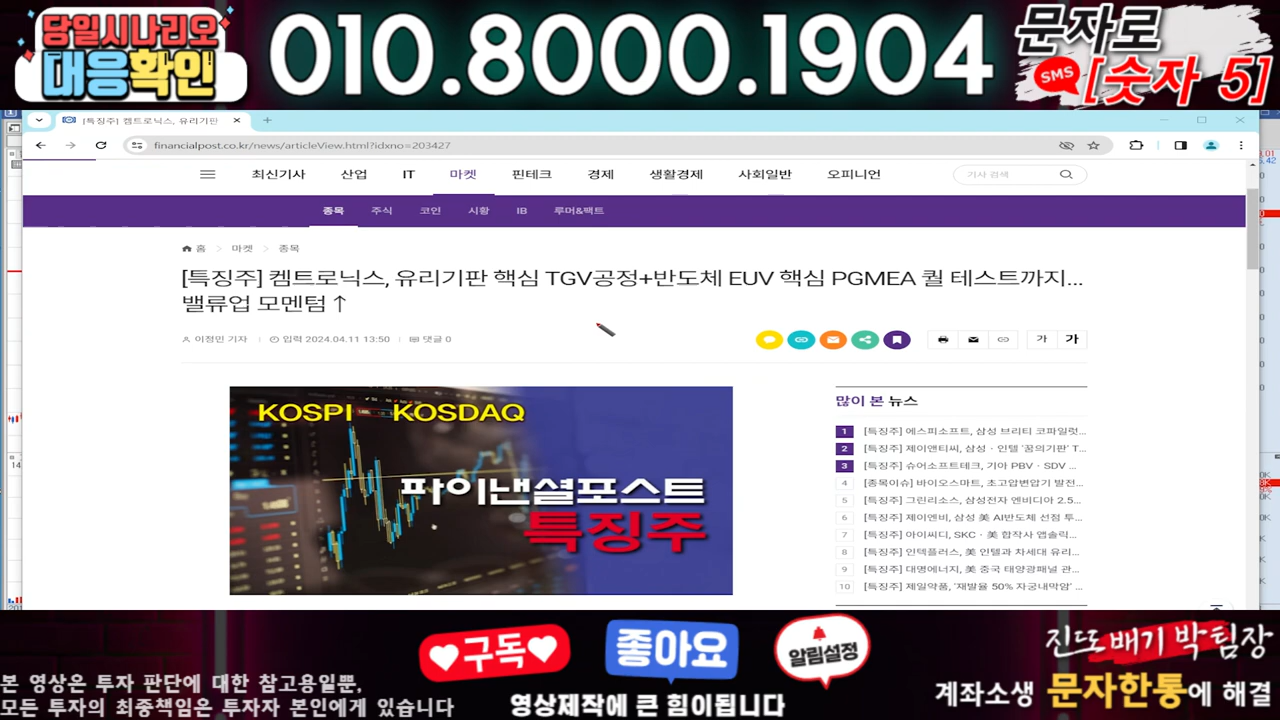 당일시나리오
대응확인
010.8000.1904
문자로
SMS
[숫자 5]
[특징주] 켐트로닉스, 유리기판
financialpost.co.kr/news/articleView.html?idxno=203427
최신기사 산업 IT 마켓 핀테크 경제 생활경제 사회일반 오피니언
기사 검색
종목 주식 코인 시황 IB 루머&팩트
홈 마켓 종목
[특징주] 켐트로닉스, 유리기판 핵심 TGV공정+반도체 EUV 핵심 PGMEA 퀄 테스트까지...
밸류업 모멘텀↑
이정민 기자 입력 2024.04.11 13:50 댓글 0
가 가
KOSPI KOSDAQ
파이낸셜포스트
특징주
많이 본 뉴스
1 [특징주] 에스피소프트, 삼성 브리티 코파일럿...
2 [특징주] 제이앤티씨, 삼성·인텔 '꿈의기판' T...
3 [특징주] 슈어소프트테크, 기아 PBV·SDV ...
4 [종목이슈] 바이오스마트, 초고압변압기 발전...
5 [특징주] 그린리소스, 삼성전자 엔비디아 2.5...
6 [특징주] 제이엔비, 삼성 美 AI반도체 선점 투...
7 [특징주] 아이씨디, SKC·美 합작사 앱솔릭...
8 [특징주] 인텍플러스, 美 인텔과 차세대 유리...
9 [특징주] 대명에너지, 美 중국 태양광패널 관...
10 [특징주] 제일약품, '재발율 50% 자궁내막암' ...
구독
좋아요
알림설정
영상제작에 큰 힘이됩니다
본 영상은 투자 판단에 대한 참고용일뿐,
모든 투자의 최종책임은 투자자 본인에게 있습니다
진또배기 박팀장
계좌소생 문자한통에 해결